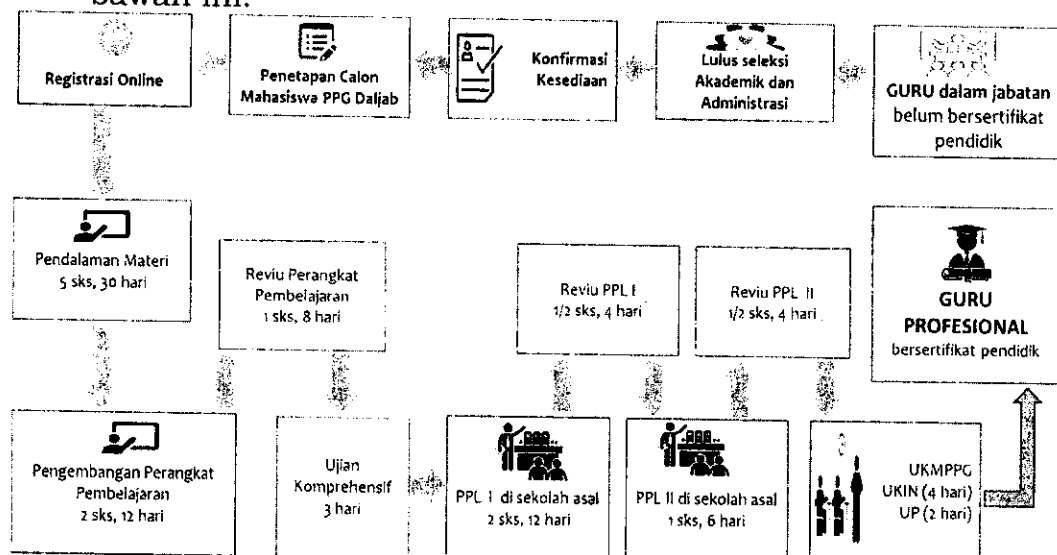 bawah ini.
GURU dalam jabatan
belum bersertifikat
pendidik
Lulus seleksi
Akademik dan
Administrasi
Konfirmasi
Kesediaan
Penetapan Calon
Mahasiswa PPG Daljab
Registrasi Online
Pendalaman Materi
5 sks, 30 hari
Pengembangan Perangkat
Pembelajaran
2 sks, 12 hari
Reviu Perangkat
Pembelajaran
1 sks, 8 hari
Ujian
Komprehensif
3 hari
PPL I di sekolah asal
2 sks, 12 hari
Reviu PPL I
1/2 sks, 4 hari
PPL II di sekolah asal
1 sks, 6 hari
Reviu PPL II
1/2 sks, 4 hari
UKMPPG
UKIN (4 hari)
UP (2 hari)
GURU
PROFESIONAL
bersertifikat pendidik